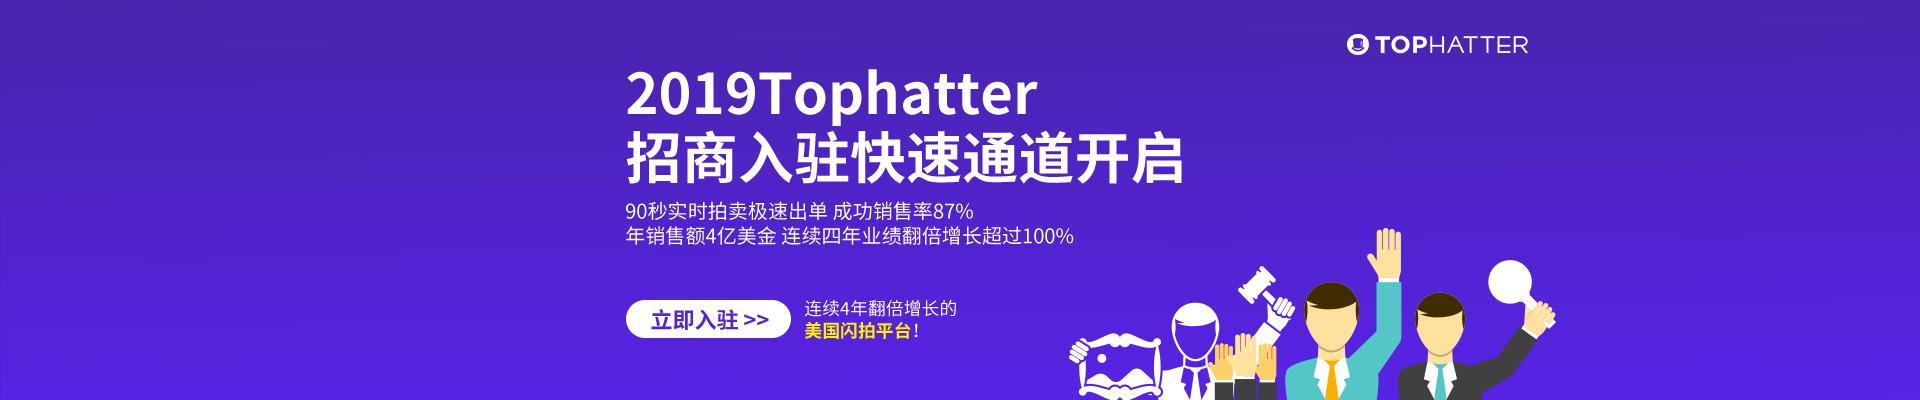 TOPHATTER
2019Tophatter
招商入驻快速通道开启
90秒实时拍卖极速出单 成功销售率87%
年销售额4亿美金 连续四年业绩翻倍增长超过100%
立即入驻 >>
连续4年翻倍增长的
美国闪拍平台!